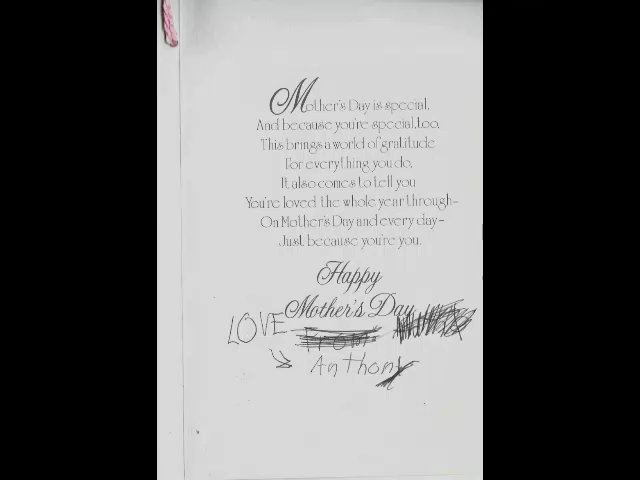 Mother's Day is special,
And because you're special, too,
This brings a world of gratitude
For everything you do,
It also comes to tell you
You're loved the whole year through–
On Mother's Day and every day–
Just because you're you.
Happy
Mother's Day
LOVE From
Anthony